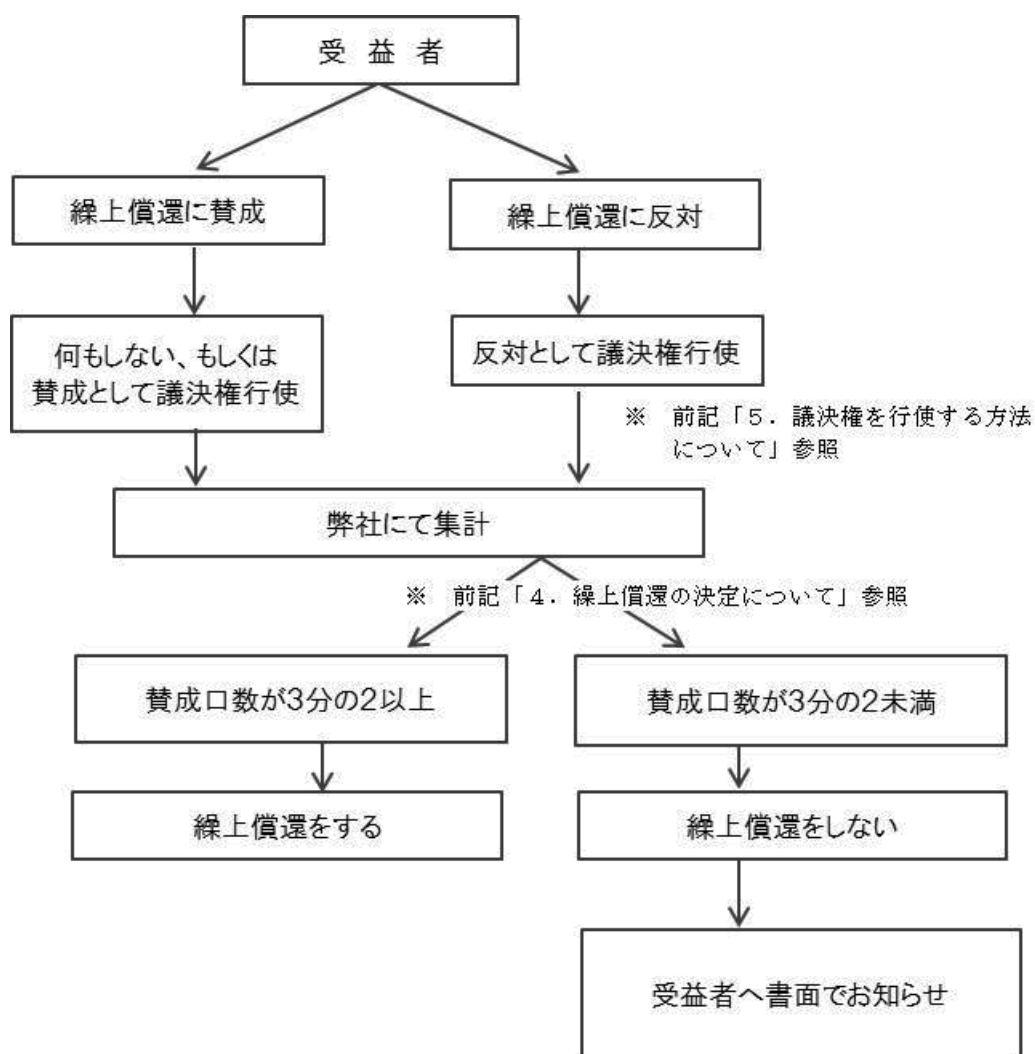 受 益 者
繰上償還に賛成
繰上償還に反対
何もしない、もしくは
賛成として議決権行使
反対として議決権行使
※ 前記「５．議決権を行使する方法
について」参照
弊社にて集計
※ 前記「４．繰上償還の決定について」参照
賛成口数が3分の2以上
賛成口数が3分の2未満
繰上償還をする
繰上償還をしない
受益者へ書面でお知らせ